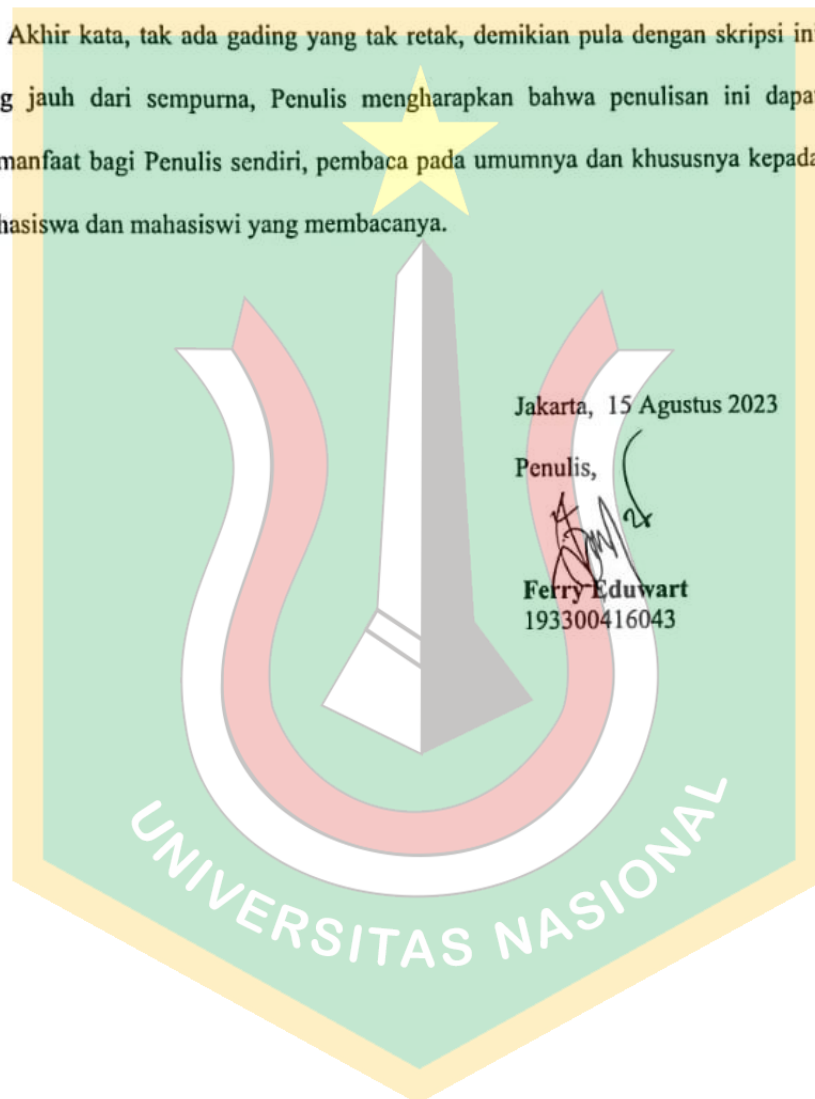 Akhir kata, tak ada gading yang tak retak, demikian pula dengan skripsi ini
g jauh dari sempurna, Penulis mengharapkan bahwa penulisan ini dapat
manfaat bagi Penulis sendiri, pembaca pada umumnya dan khususnya kepada
hasiswa dan mahasiswi yang membacanya.
Jakarta, 15 Agustus 2023
Penulis,
Ferry Eduwart
193300416043
UNIVERSITAS NASIONAL